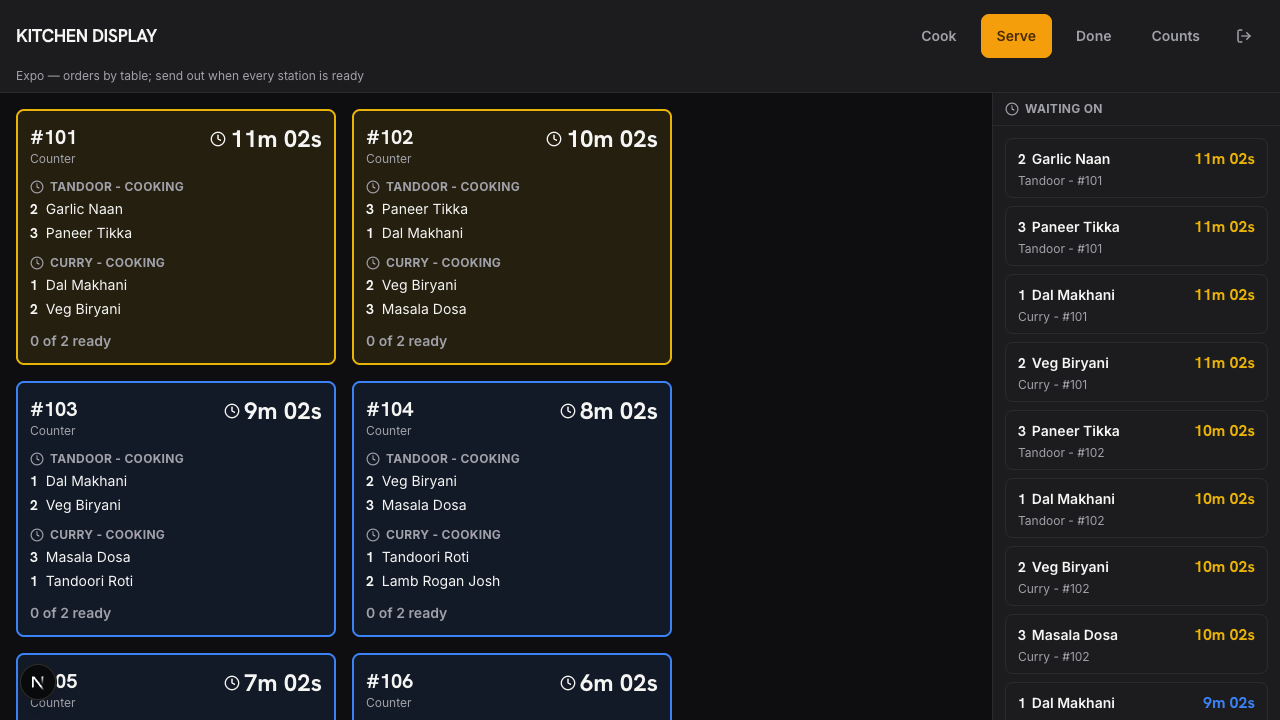 KITCHEN DISPLAY
Cook
Serve
Done
Counts
Expo — orders by table; send out when every station is ready
#101
11m 02s
Counter
TANDOOR - COOKING
2 Garlic Naan
3 Paneer Tikka
CURRY - COOKING
1 Dal Makhani
2 Veg Biryani
0 of 2 ready
#102
10m 02s
Counter
TANDOOR - COOKING
3 Paneer Tikka
1 Dal Makhani
CURRY - COOKING
2 Veg Biryani
3 Masala Dosa
0 of 2 ready
#103
9m 02s
Counter
TANDOOR - COOKING
1 Dal Makhani
2 Veg Biryani
CURRY - COOKING
3 Masala Dosa
1 Tandoori Roti
0 of 2 ready
#104
8m 02s
Counter
TANDOOR - COOKING
2 Veg Biryani
3 Masala Dosa
CURRY - COOKING
1 Tandoori Roti
2 Lamb Rogan Josh
0 of 2 ready
N
05
7m 02s
Counter
#106
6m 02s
Counter
WAITING ON
2 Garlic Naan
11m 02s
Tandoor - #101
3 Paneer Tikka
11m 02s
Tandoor - #101
1 Dal Makhani
11m 02s
Curry - #101
2 Veg Biryani
11m 02s
Curry - #101
3 Paneer Tikka
10m 02s
Tandoor - #102
1 Dal Makhani
10m 02s
Tandoor - #102
2 Veg Biryani
10m 02s
Curry - #102
3 Masala Dosa
10m 02s
Curry - #102
1 Dal Makhani
9m 02s